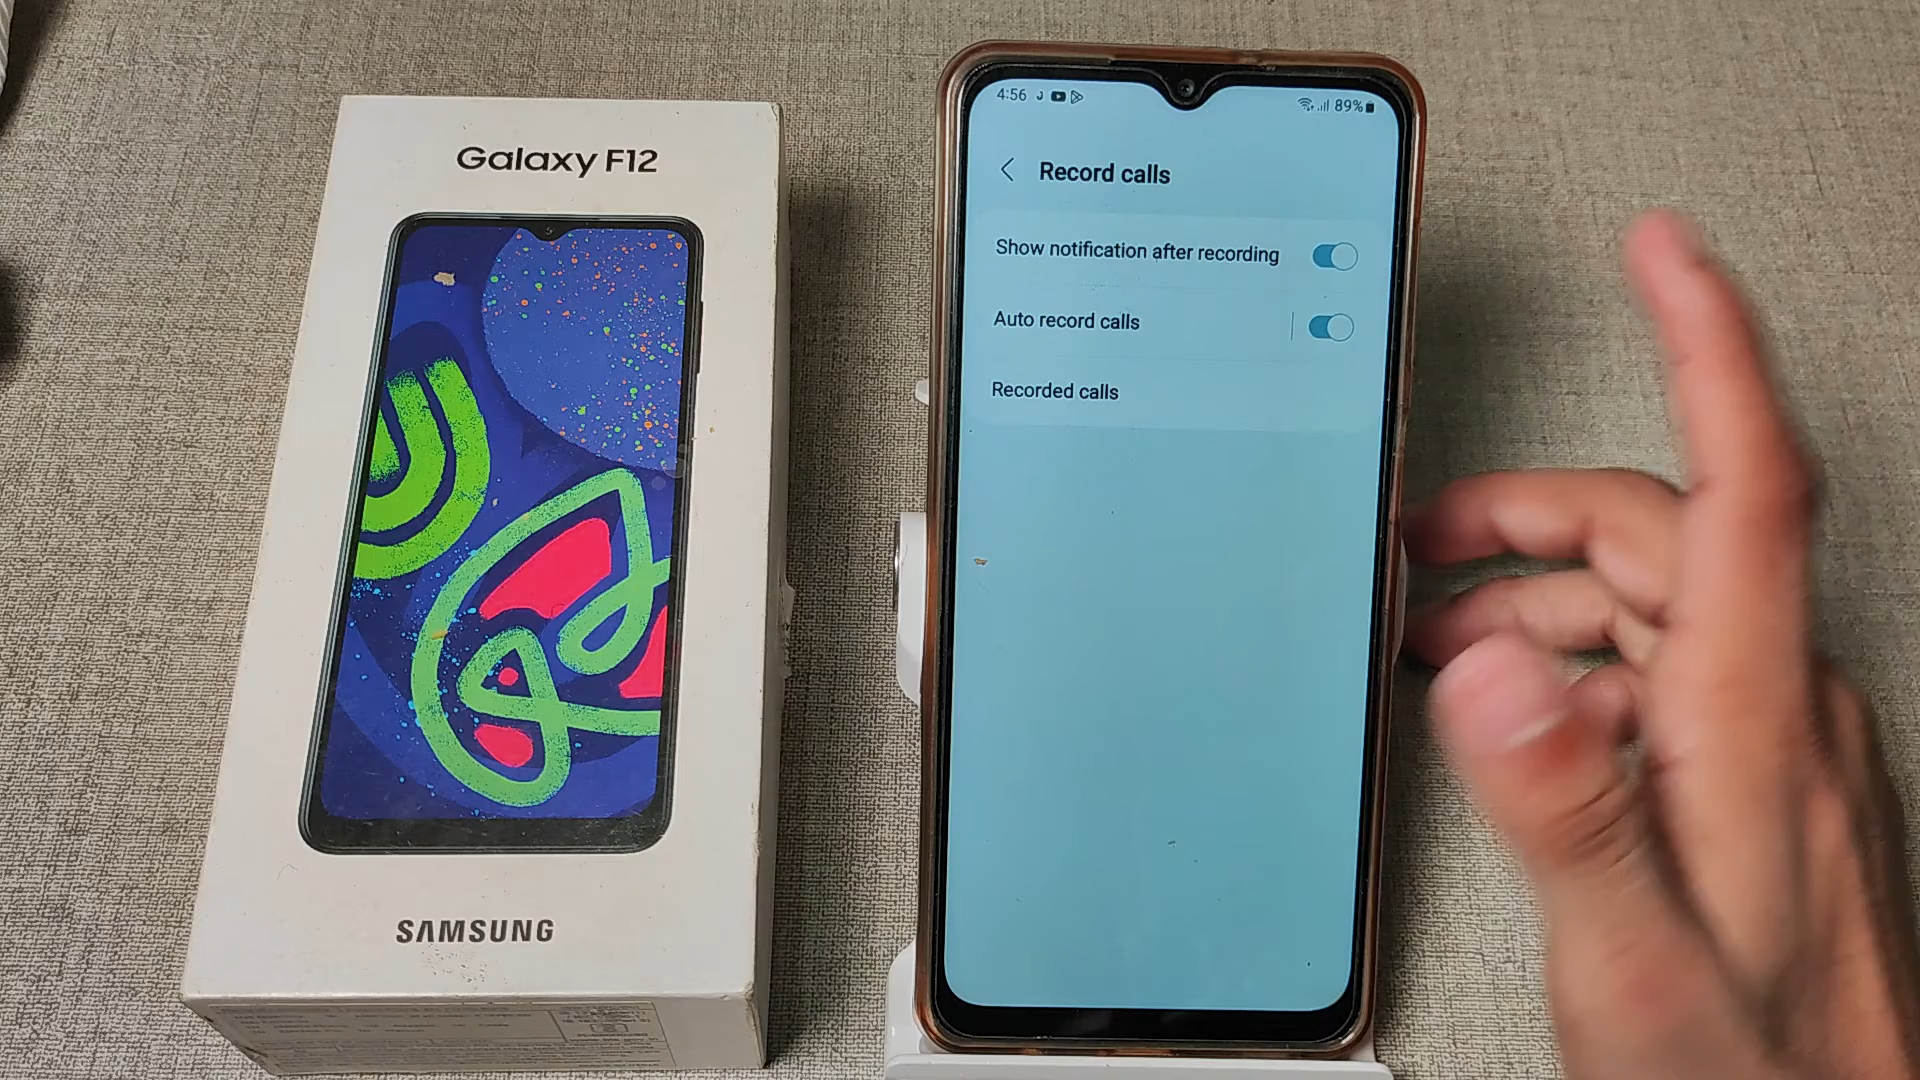 Galaxy F12
SAMSUNG
4:56
89%
Record calls
Show notification after recording
Auto record calls
Recorded calls